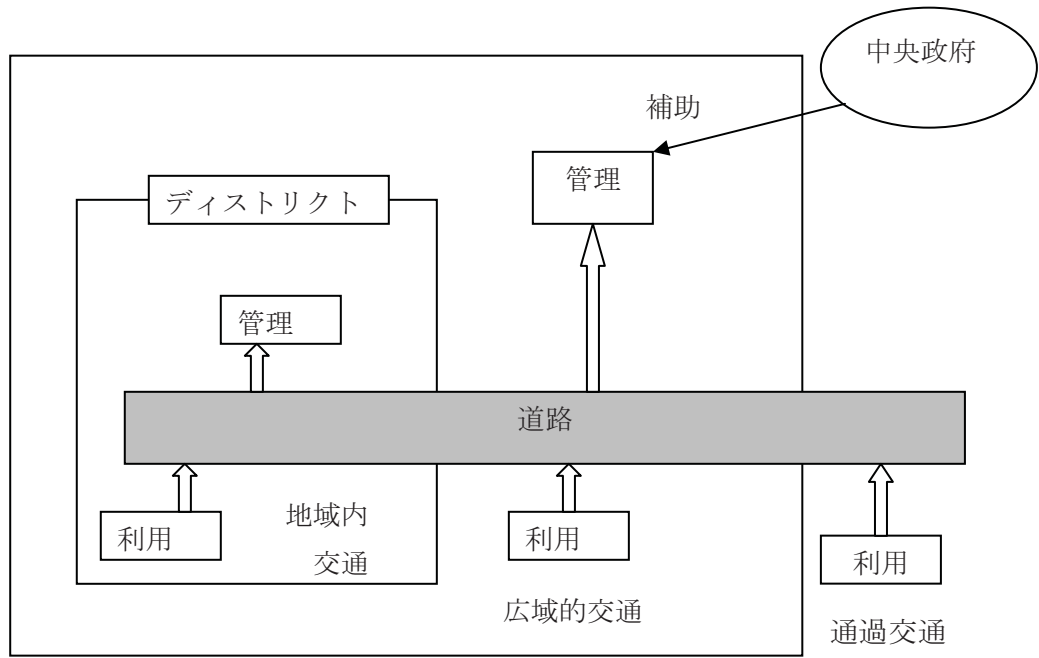 中央政府
補助
管理
ディストリクト
管理
道路
利用
地域内
交通
利用
広域的交通
利用
通過交通